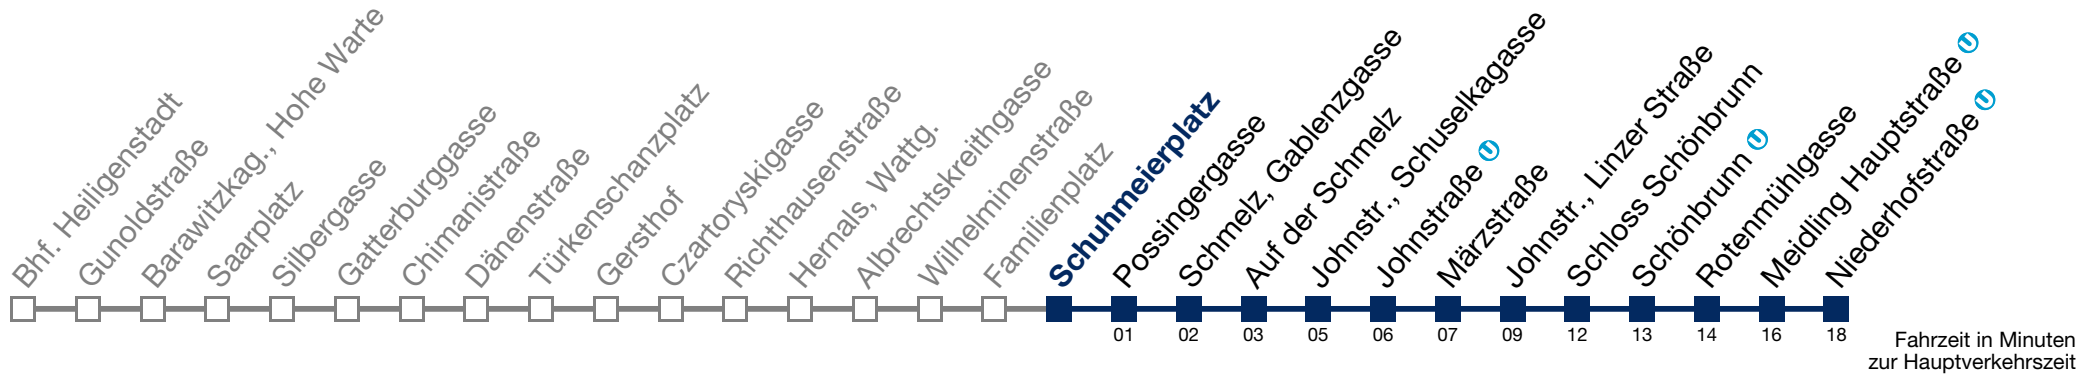 Bhf. Heiligenstadt
Gunoldstraße
Barawitzkag., Hohe Warte
Saarplatz
Silbergasse
Gatterburggasse
Chimanistraße
Dänenstraße
Türkenschanzplatz
Gersthof
Czartoryskigasse
Richthausenstraße
Hernals, Wattg.
Albrechtskreithgasse
Wilhelminenstraße
Familienplatz
Schuhmeierplatz
Possingergasse
Schmelz, Gablenzgasse
Auf der Schmelz
Johnstr., Schuselkagasse
Johnstraße U
Märzstraße
Johnstr., Linzer Straße
Schloss Schönbrunn
Schönbrunn U
Rotenmühlgasse
Meidling Hauptstraße U
Niederhofstraße U
01 02 03 05 06 07 09 12 13 14 16 18
Fahrzeit in Minuten
zur Hauptverkehrszeit